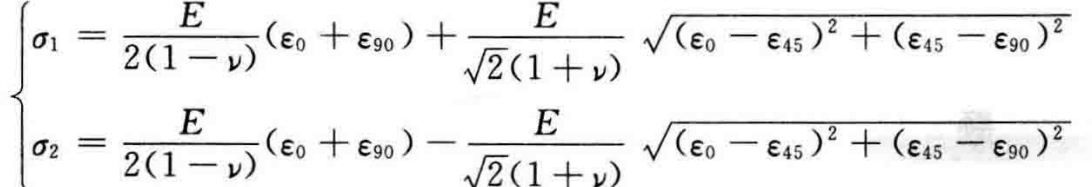 σ₁ = E/(2(1−ν)) (ε₀ + ε₉₀) + E/(√2(1+ν)) √((ε₀ − ε₄₅)² + (ε₄₅ − ε₉₀)²)
σ₂ = E/(2(1−ν)) (ε₀ + ε₉₀) − E/(√2(1+ν)) √((ε₀ − ε₄₅)² + (ε₄₅ − ε₉₀)²)